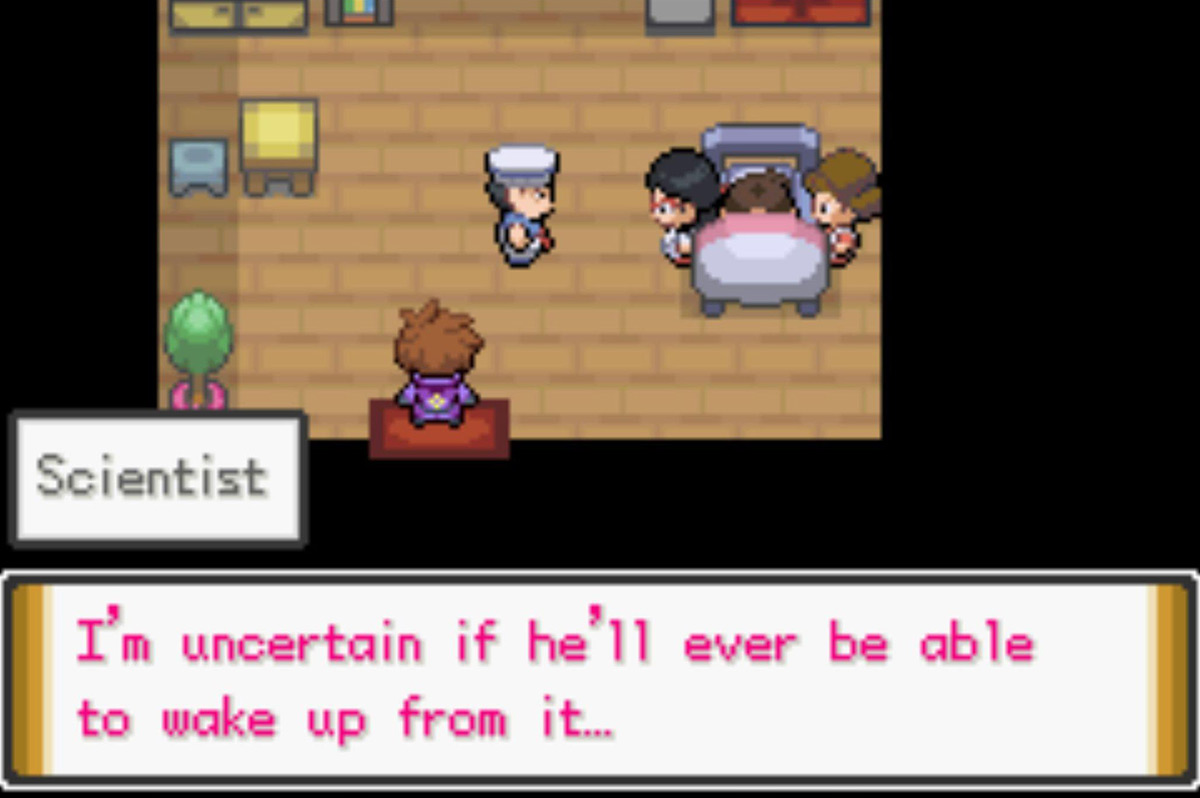 Scientist
I'm uncertain if he'll ever be able
to wake up from it…